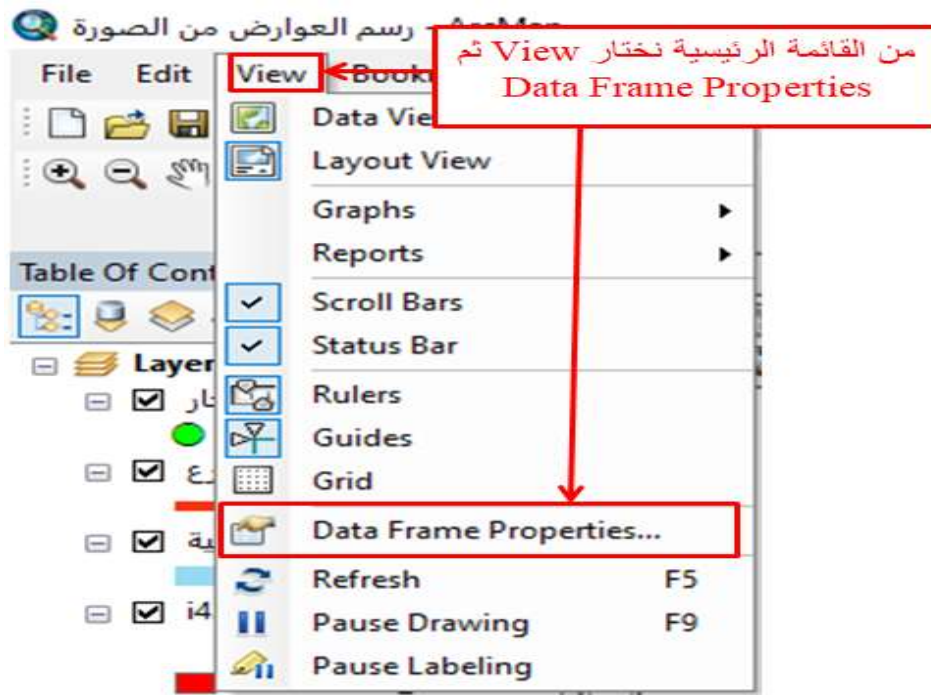 رسم العوارض من الصورة -
من القائمة الرئيسية نختار View ثم
Data Frame Properties
File Edit View
Data Vie
Layout View
Graphs
Reports
Table Of Cont
Scroll Bars
Status Bar
Layer
Rulers
Guides
Grid
Data Frame Properties...
Refresh F5
i4
Pause Drawing F9
Pause Labeling